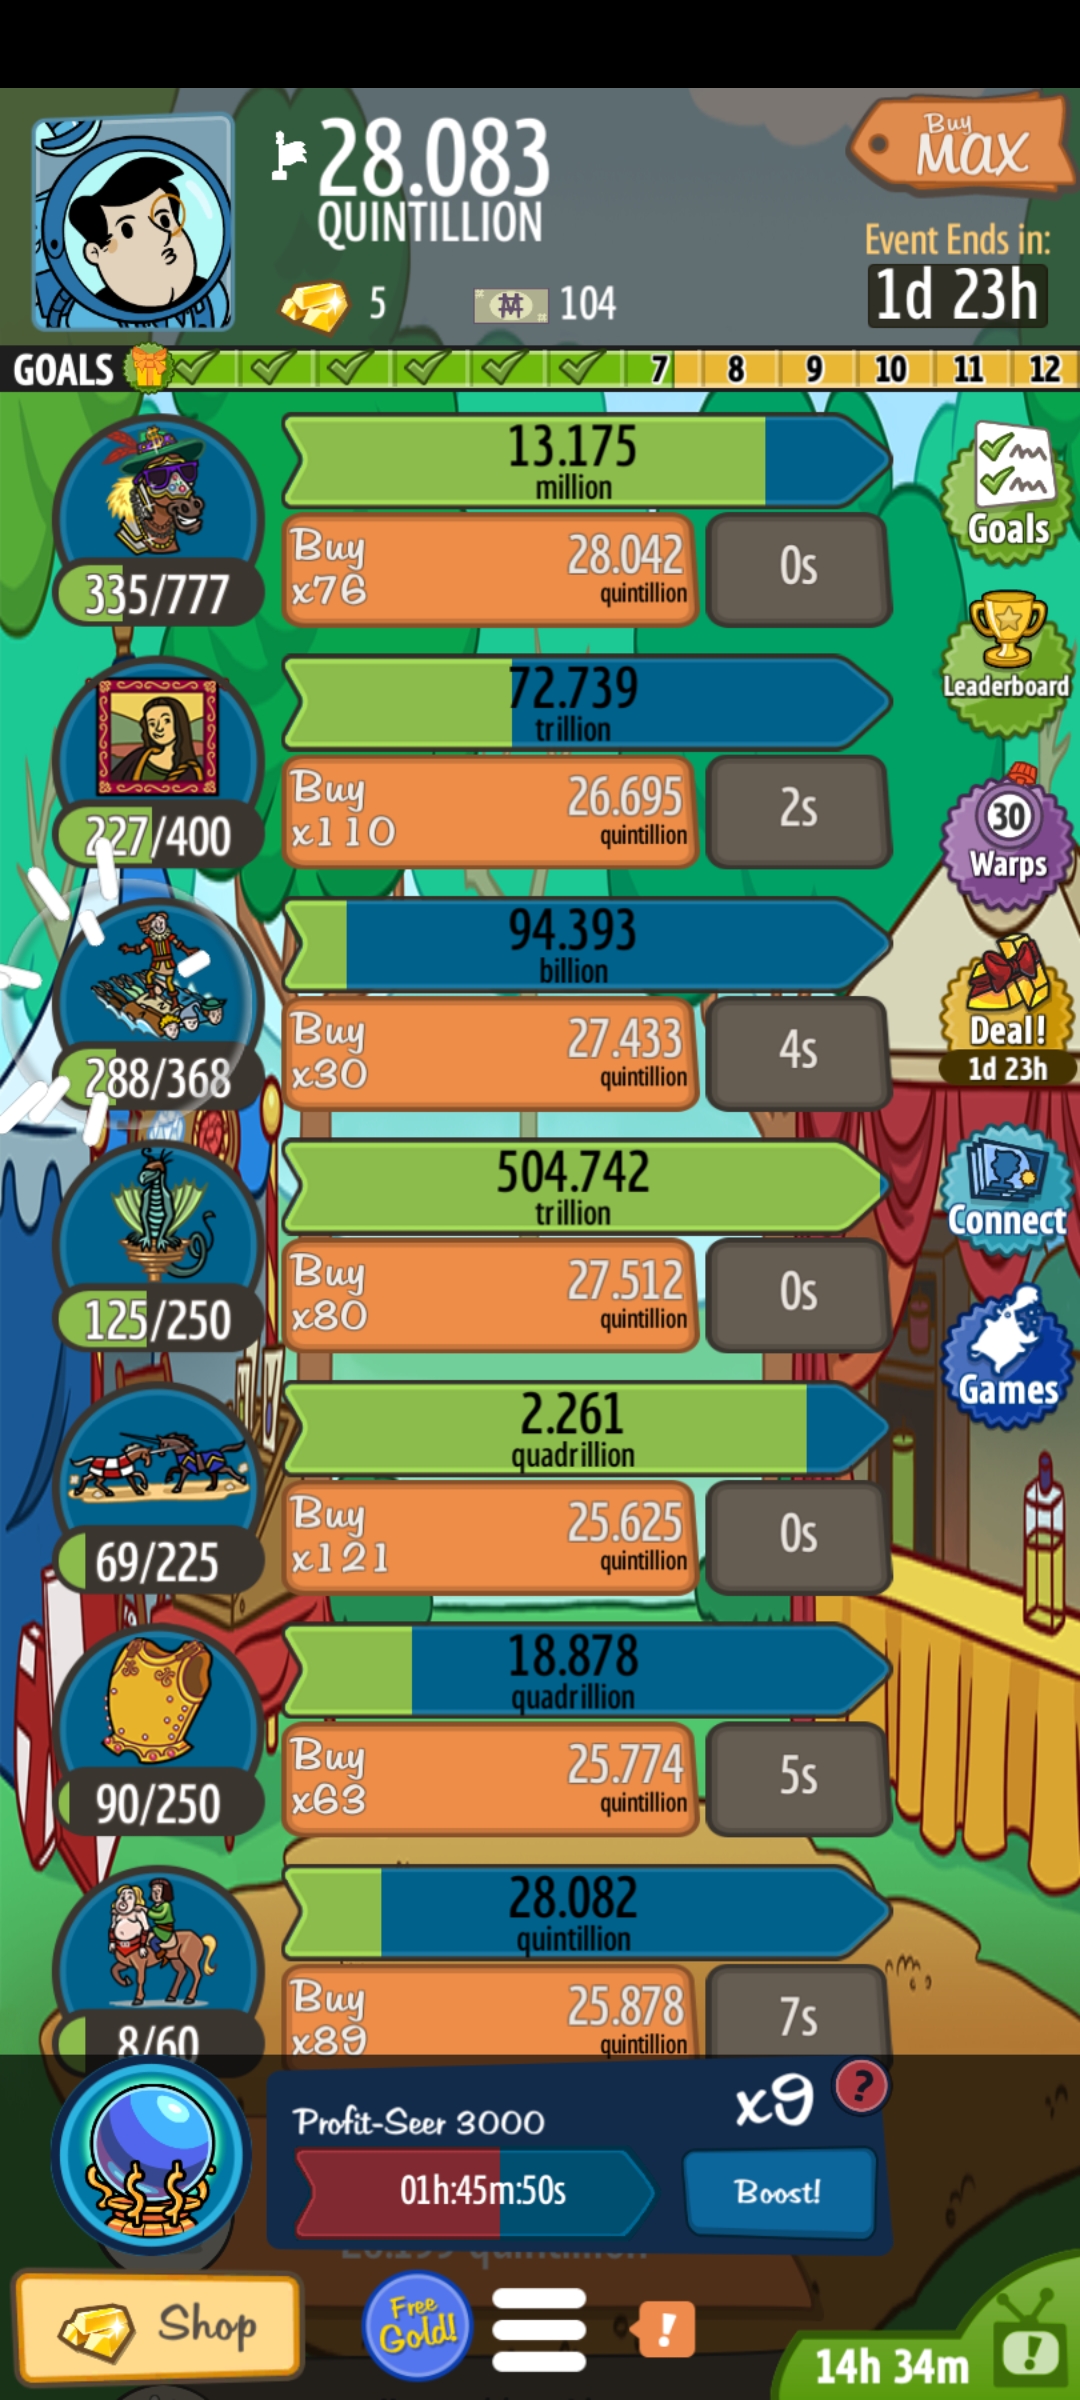 28.083
QUINTILLION
5
104
Buy
MAX
Event Ends in:
1d 23h
GOALS 7 8 9 10 11 12
13.175
million
Buy
x76
28.042
quintillion
0s
335/777
Goals
72.739
trillion
Buy
x110
26.695
quintillion
2s
227/400
Leaderboard
30
Warps
94.393
billion
Buy
x30
27.433
quintillion
4s
288/368
Deal!
1d 23h
504.742
trillion
Buy
x80
27.512
quintillion
0s
125/250
Connect
Games
2.261
quadrillion
Buy
x121
25.625
quintillion
0s
69/225
18.878
quadrillion
Buy
x63
25.774
quintillion
5s
90/250
28.082
quintillion
Buy
x89
25.878
quintillion
7s
8/60
Profit-Seer 3000
x9
?
01h:45m:50s
Boost!
Shop
Free
Gold!
!
14h 34m
!